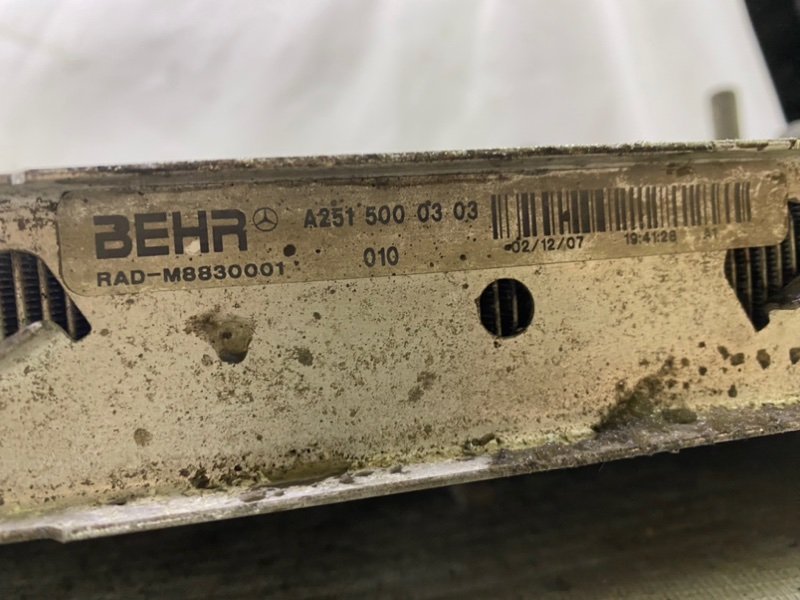 BEHR A251 500 03 03
RAD-M8830001 010
02/12/07 19:41:28 A1